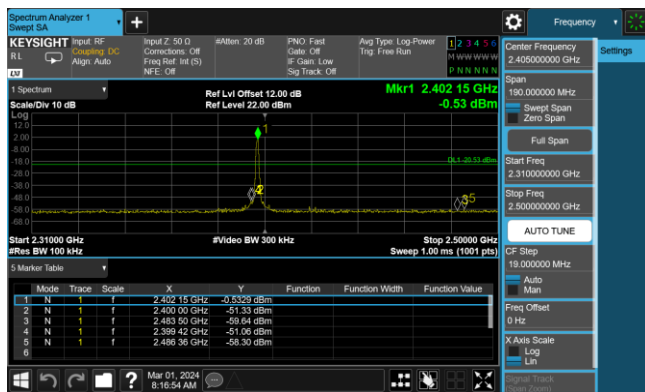 Spectrum Analyzer 1
Swept SA
Frequency
KEYSIGHT
Input: RF
Input Z: 50 Ω
#Atten: 20 dB
PNO: Fast
Avg Type: Log-Power
1 2 3 4 5 6
R L
Coupling: DC
Corrections: Off
Gate: Off
Trig: Free Run
M W W W W W
Align: Auto
Freq Ref: Int (S)
IF Gain: Low
NFE: Off
Sig Track: Off
P N N N N N
LXI
1 Spectrum
Ref Lvl Offset 12.00 dB
Mkr1 2.402 15 GHz
Scale/Div 10 dB
Ref Level 22.00 dBm
-0.53 dBm
Log
12.0
2.00
-8.00
-18.0
-28.0
-38.0
-48.0
-58.0
1
DL1 -20.53 dBm
Start 2.31000 GHz
#Video BW 300 kHz
Stop 2.50000 GHz
#Res BW 100 kHz
Sweep 1.00 ms (1001 pts)
5 Marker Table
Mode Trace Scale X Y Function Function Width Function Value
1 N 1 f 2.402 15 GHz -0.5329 dBm
2 N 1 f 2.400 00 GHz -51.33 dBm
3 N 1 f 2.483 50 GHz -59.64 dBm
4 N 1 f 2.399 42 GHz -51.06 dBm
5 N 1 f 2.486 36 GHz -58.30 dBm
6
Mar 01, 2024
8:16:54 AM
Center Frequency
2.405000000 GHz
Settings
Span
190.000000 MHz
Swept Span
Zero Span
Full Span
Start Freq
2.310000000 GHz
Stop Freq
2.500000000 GHz
AUTO TUNE
CF Step
19.000000 MHz
Auto
Man
Freq Offset
0 Hz
X Axis Scale
Log
Lin
Signal Track
(Span Zoom)